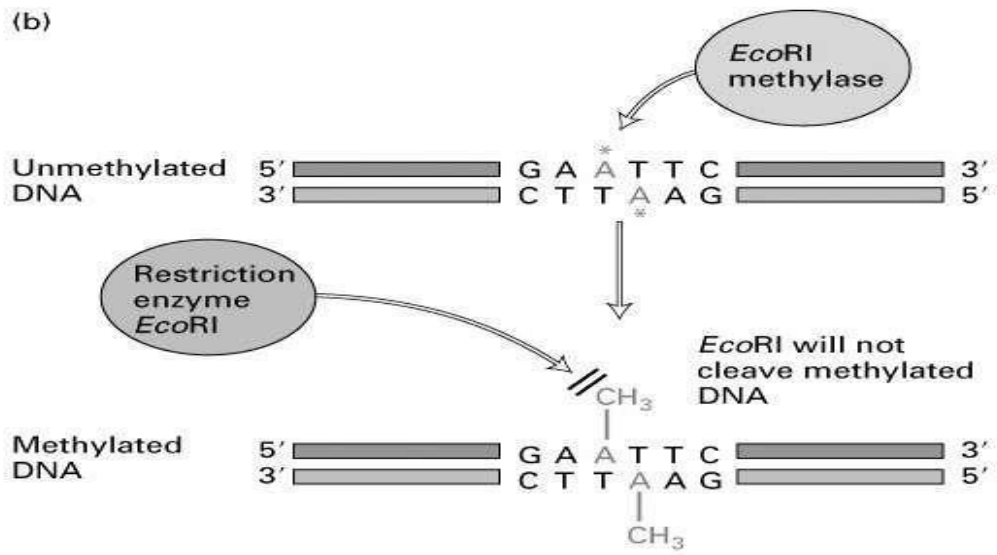 (b)
EcoRI
methylase
*
Unmethylated 5′ G A A T T C 3′
DNA 3′ C T T A A G 5′
*
Restriction
enzyme
EcoRI
EcoRI will not
cleave methylated
DNA
CH₃
Methylated 5′ G A A T T C 3′
DNA 3′ C T T A A G 5′
CH₃